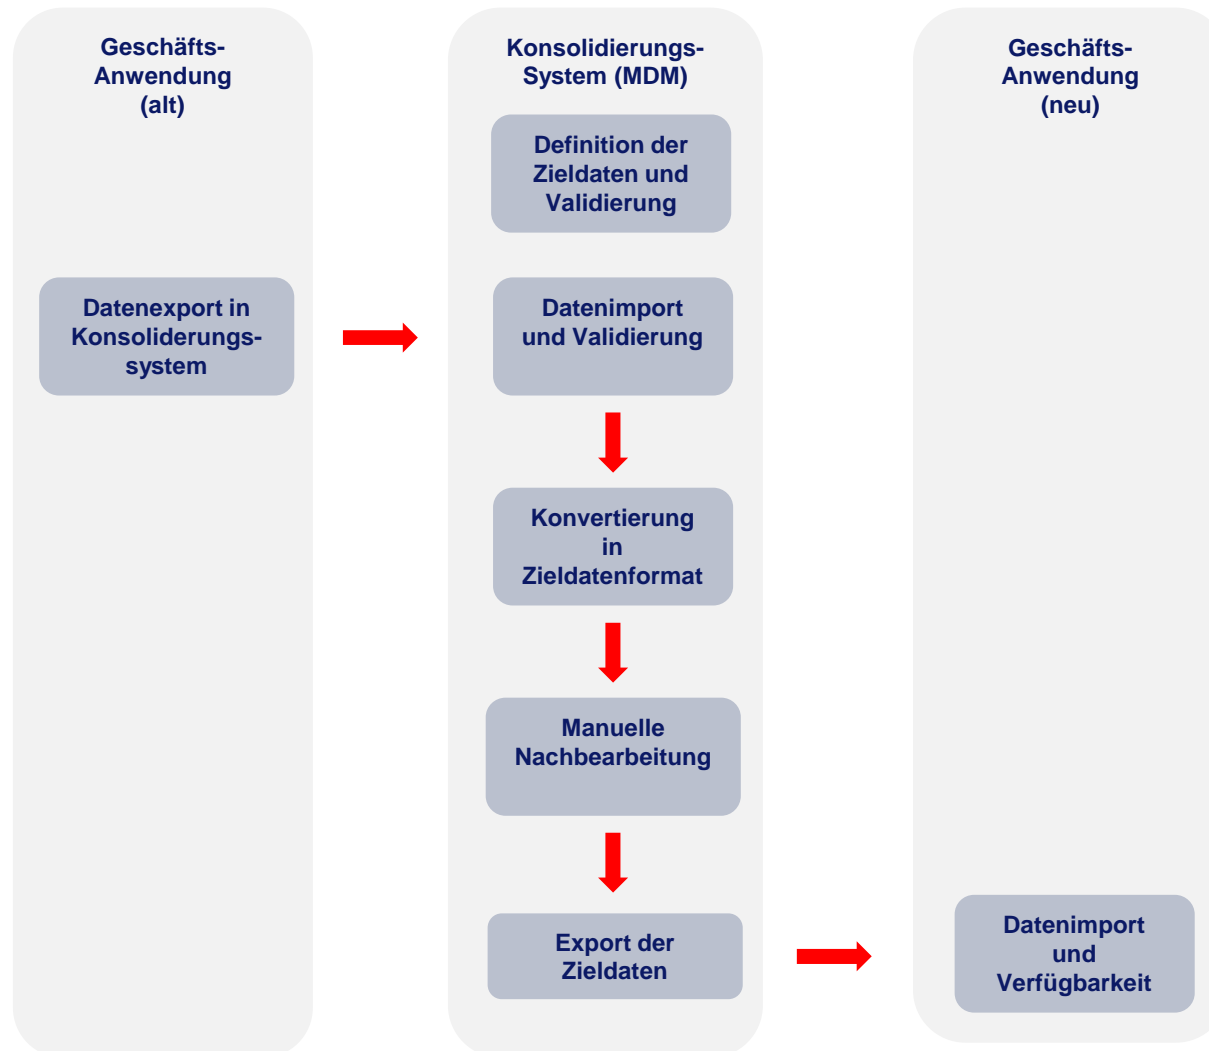 Geschäfts-
Anwendung
(alt)
Konsolidierungs-
System (MDM)
Geschäfts-
Anwendung
(neu)
Definition der
Zieldaten und
Validierung
Datenexport in
Konsoliderungs-
system
Datenimport
und Validierung
Konvertierung
in
Zieldatenformat
Manuelle
Nachbearbeitung
Export der
Zieldaten
Datenimport
und
Verfügbarkeit